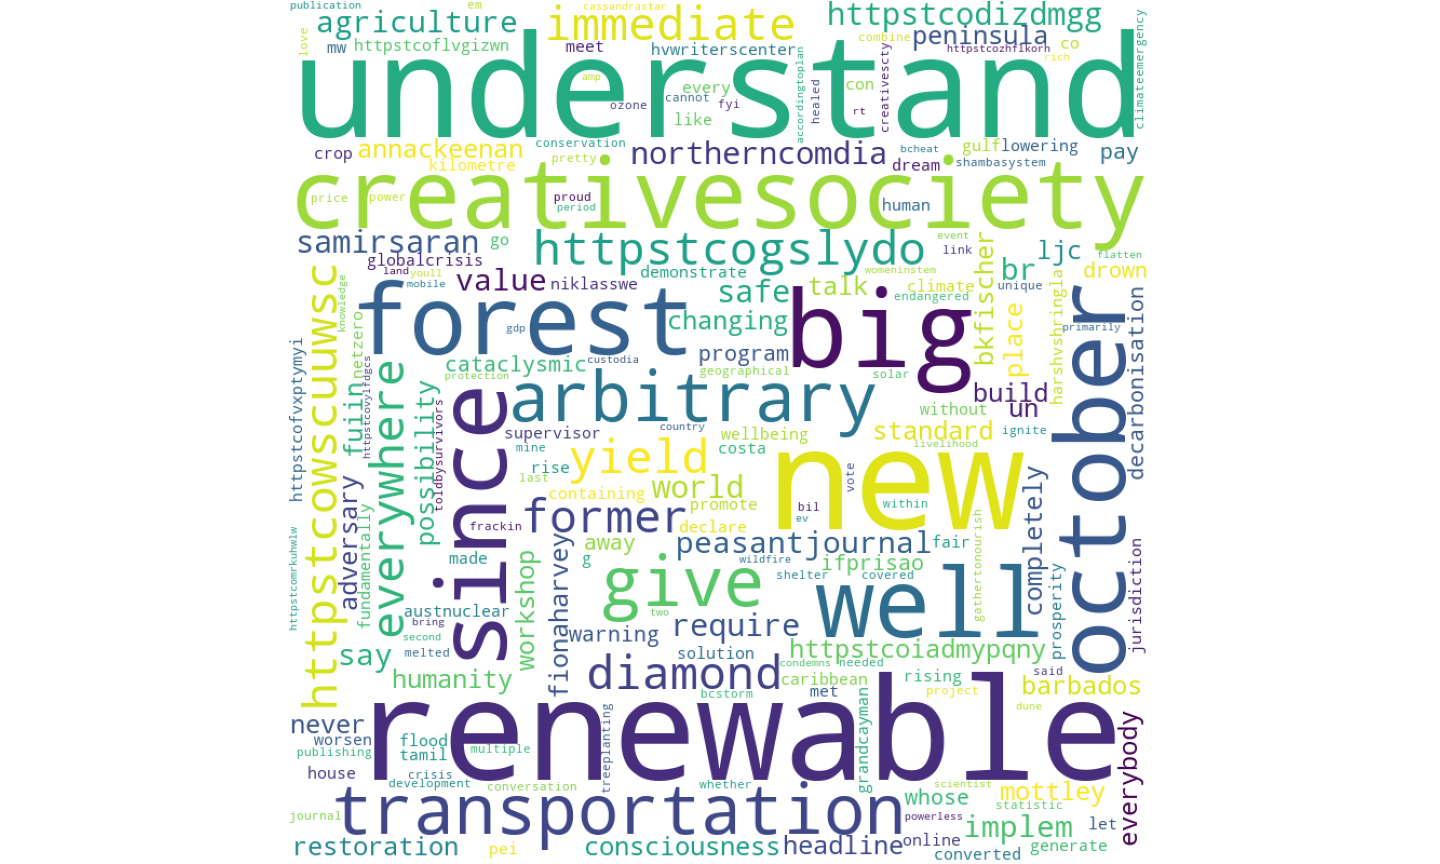 publication
em
cassandrastar
agriculture
immediate
httpstcodizdmgg
love
mw
httpstcoflvgizwn
meet
hvwriterscenter
combine
peninsula
httpstcozhflkorh
co
rich
understand
amp
every
cannot
ozone
fyi
like
accordingtoplan
healed
con
rt
creativescty
climateemergency
crop
annackeenan
conservation
northerncomdia
bcheat
gulf
lowering
pay
kilometre
pretty
dream
shambasystem
creativesociety
price
power
proud
period
human
samirsaran
go
httpstcogslydo
event
link
ljc
flatten
globalcrisis
land
youll
mobile
value
niklasswe
demonstrate
womeninstem
safe
talk
climate
endangered
bkfischer
br
unique
drown
knowledge
httpstcowscuuwsc
forest
gdp
changing
big
place
harshvshringla
primarily
october
decarbonisation
netzero
httpstcofvxptymyi
httpstcovylfdgcs
fuiin
everywhere
cataclysmic
protection
custodia
program
geographical
solar
build
un
arbitrary
possibility
toldbysurvivors
since
supervisor
country
wellbeing
without
standard
ignite
livelihood
mine
rise
last
yield
costa
containing
world
promote
new
vote
within
bil
ev
former
declare
frackin
adversary
fundamentally
httpstcomrkuhwlw
made
away
g
peasantjournal
fair
wildfire
shelter
covered
ifprisao
gathertonourish
completely
prosperity
jurisdiction
workshop
fionaharvey
give
two
well
austnuclear
bring
second
melted
warning
require
solution
httpstcoiadmypqny
say
humanity
diamond
condemns
needed
caribbean
met
rising
project
said
barbados
dune
bcstorm
never
worsen
publishing
flood
tamil
multiple
renewable
treeplanting
grandcayman
everybody
house
crisis
development
conversation
whether
scientist
whose
mottley
statistic
journal
transportation
powerless
implem
let
restoration
pei
consciousness
headline
online
converted
generate